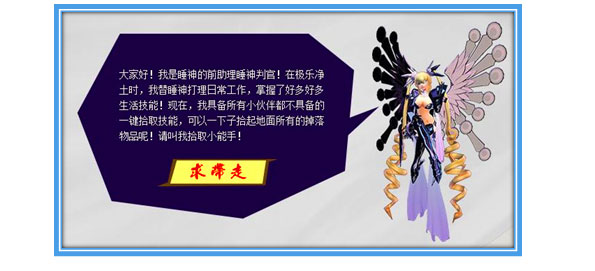 大家好！我是睡神的前助理睡神判官！在极乐净
土时，我替睡神打理日常工作，掌握了好多好多
生活技能！现在，我具备所有小伙伴都不具备的
一键拾取技能，可以一下子拾起地面所有的掉落
物品呢！请叫我拾取小能手！
求带走